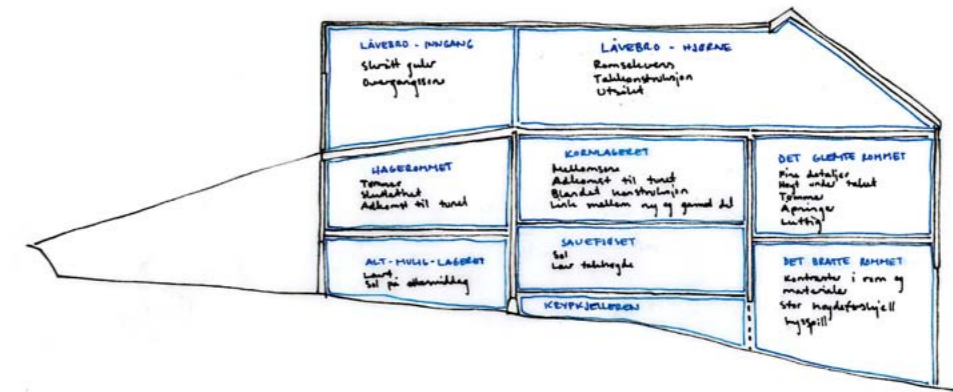 LÅVEBRO - INNGANG
Skrått gulv
Overgangssone
LÅVEBRO - HJØRNE
Romsekvens
Takkonstruksjon
Utsikt
HAGEROMMET
Tømmer
Slutthet
Adkomst til tunet
KORNLAGERET
Mellomsone
Adkomst til tunet
Blandet konstruksjon
Link mellom ny og gammel del
DET GLEMTE ROMMET
Fine detaljer
Høyt under taket
Tømmer
Åpninger
Luftig
ALT-MULIG-LAGERET
Lavt
Sol på ettermiddag
SAUEFJØSET
Sol
Lav takhøyde
KRYPKJELLEREN
DET BRATTE ROMMET
Kontraster i rom og
materialer
Stor høydeforskjell
lysspill